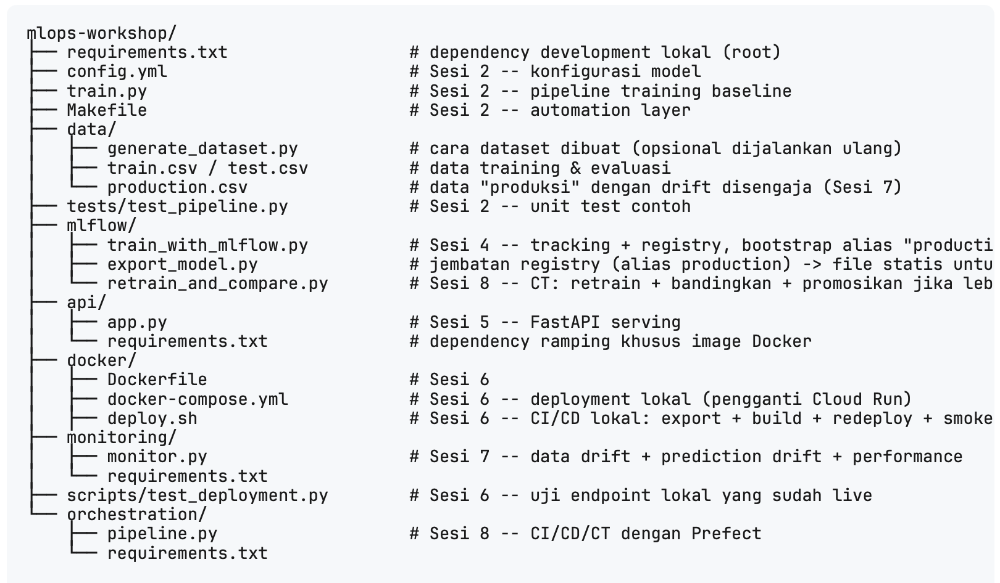 mlops-workshop/
├── requirements.txt                  # dependency development lokal (root)
├── config.yml                        # Sesi 2 -- konfigurasi model
├── train.py                          # Sesi 2 -- pipeline training baseline
├── Makefile                          # Sesi 2 -- automation layer
├── data/
│   ├── generate_dataset.py           # cara dataset dibuat (opsional dijalankan ulang)
│   ├── train.csv / test.csv          # data training & evaluasi
│   └── production.csv                # data "produksi" dengan drift disengaja (Sesi 7)
├── tests/test_pipeline.py            # Sesi 2 -- unit test contoh
├── mlflow/
│   ├── train_with_mlflow.py          # Sesi 4 -- tracking + registry, bootstrap alias "producti
│   ├── export_model.py               # jembatan registry (alias production) -> file statis untu
│   └── retrain_and_compare.py        # Sesi 8 -- CT: retrain + bandingkan + promosikan jika leb
├── api/
│   ├── app.py                        # Sesi 5 -- FastAPI serving
│   └── requirements.txt              # dependency ramping khusus image Docker
├── docker/
│   ├── Dockerfile                    # Sesi 6
│   ├── docker-compose.yml            # Sesi 6 -- deployment lokal (pengganti Cloud Run)
│   ├── deploy.sh                     # Sesi 6 -- CI/CD lokal: export + build + redeploy + smoke
├── monitoring/
│   ├── monitor.py                    # Sesi 7 -- data drift + prediction drift + performance
│   └── requirements.txt
├── scripts/test_deployment.py        # Sesi 6 -- uji endpoint lokal yang sudah live
└── orchestration/
    ├── pipeline.py                   # Sesi 8 -- CI/CD/CT dengan Prefect
    └── requirements.txt